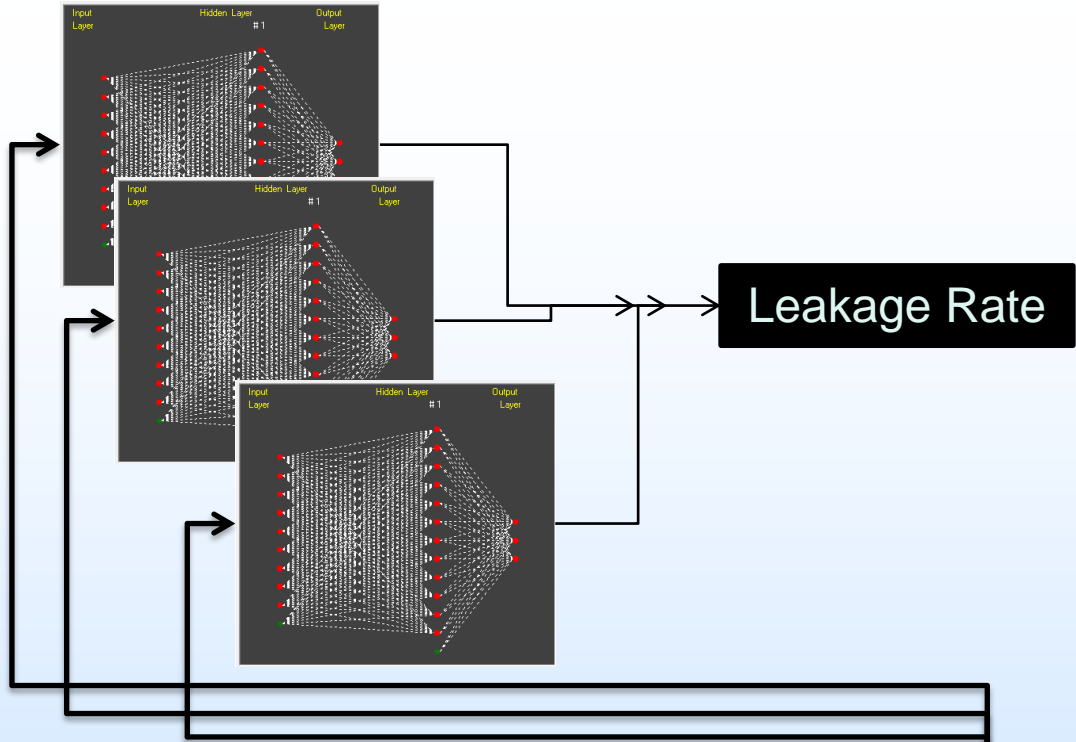 Input Hidden Layer Output
Layer #1 Layer
Input Hidden Layer Output
Layer #1 Layer
Leakage Rate
Input Hidden Layer Output
Layer #1 Layer